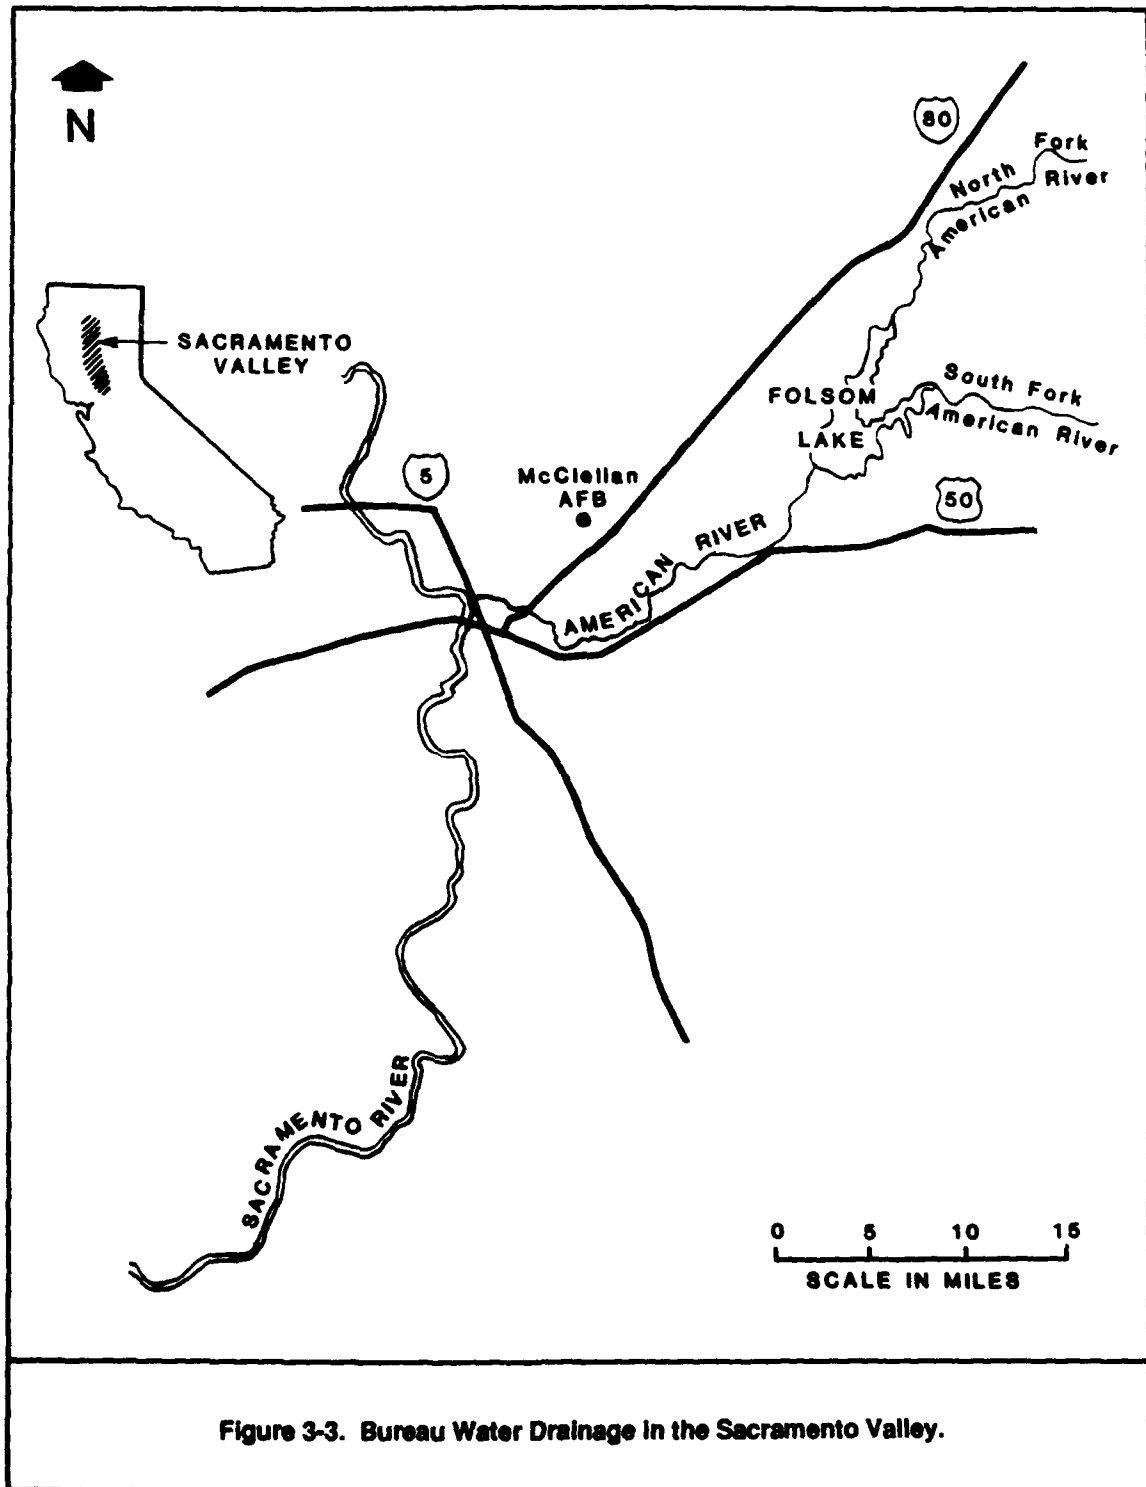 N
80
North Fork
American River
SACRAMENTO
VALLEY
FOLSOM
LAKE
South Fork
American River
5
McClellan
AFB
50
AMERICAN RIVER
SACRAMENTO RIVER
0 5 10 15
SCALE IN MILES
Figure 3-3. Bureau Water Drainage in the Sacramento Valley.